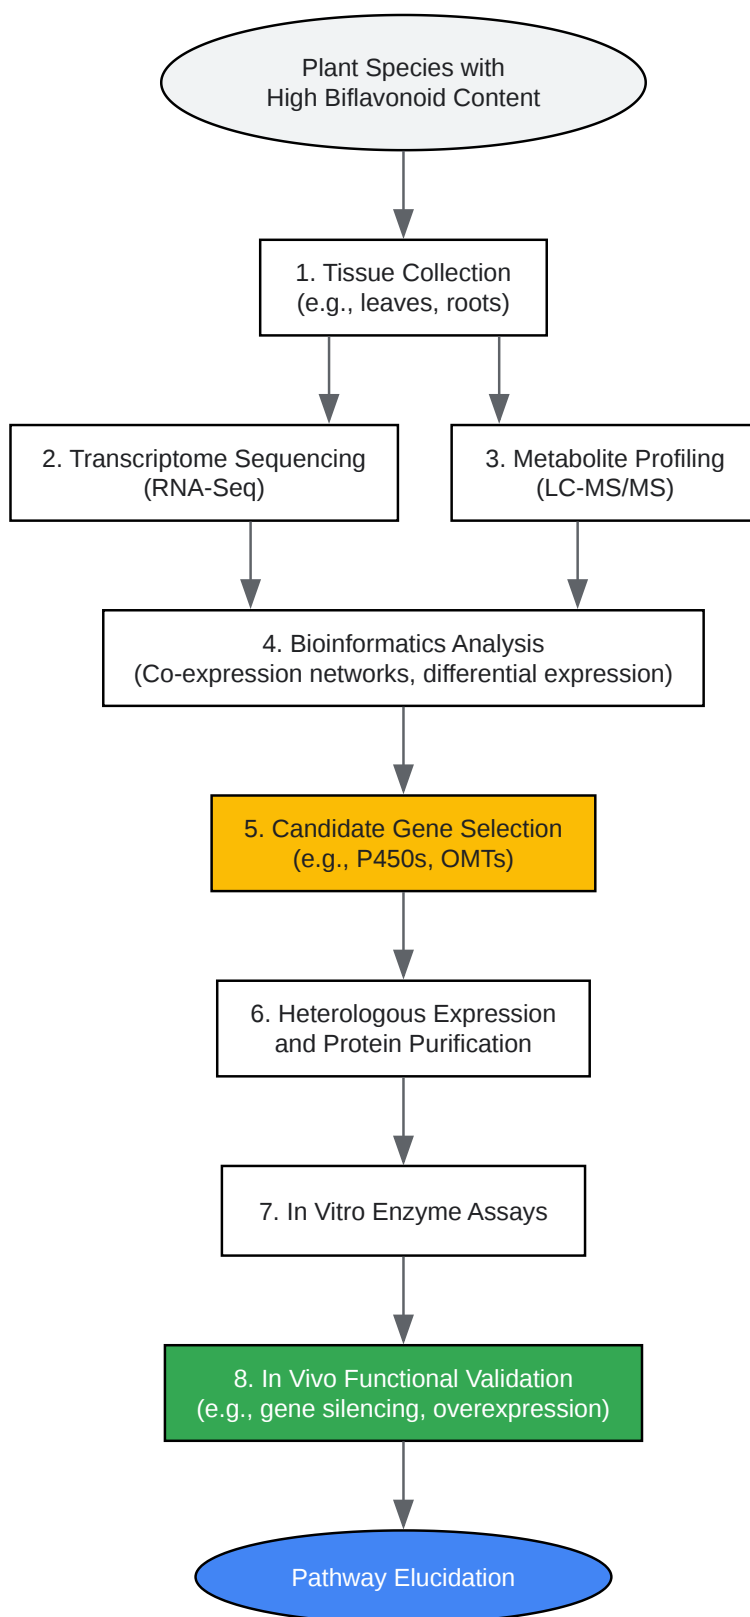 Plant Species with
High Biflavonoid Content
1. Tissue Collection
(e.g., leaves, roots)
2. Transcriptome Sequencing
(RNA-Seq)
3. Metabolite Profiling
(LC-MS/MS)
4. Bioinformatics Analysis
(Co-expression networks, differential expression)
5. Candidate Gene Selection
(e.g., P450s, OMTs)
6. Heterologous Expression
and Protein Purification
7. In Vitro Enzyme Assays
8. In Vivo Functional Validation
(e.g., gene silencing, overexpression)
Pathway Elucidation